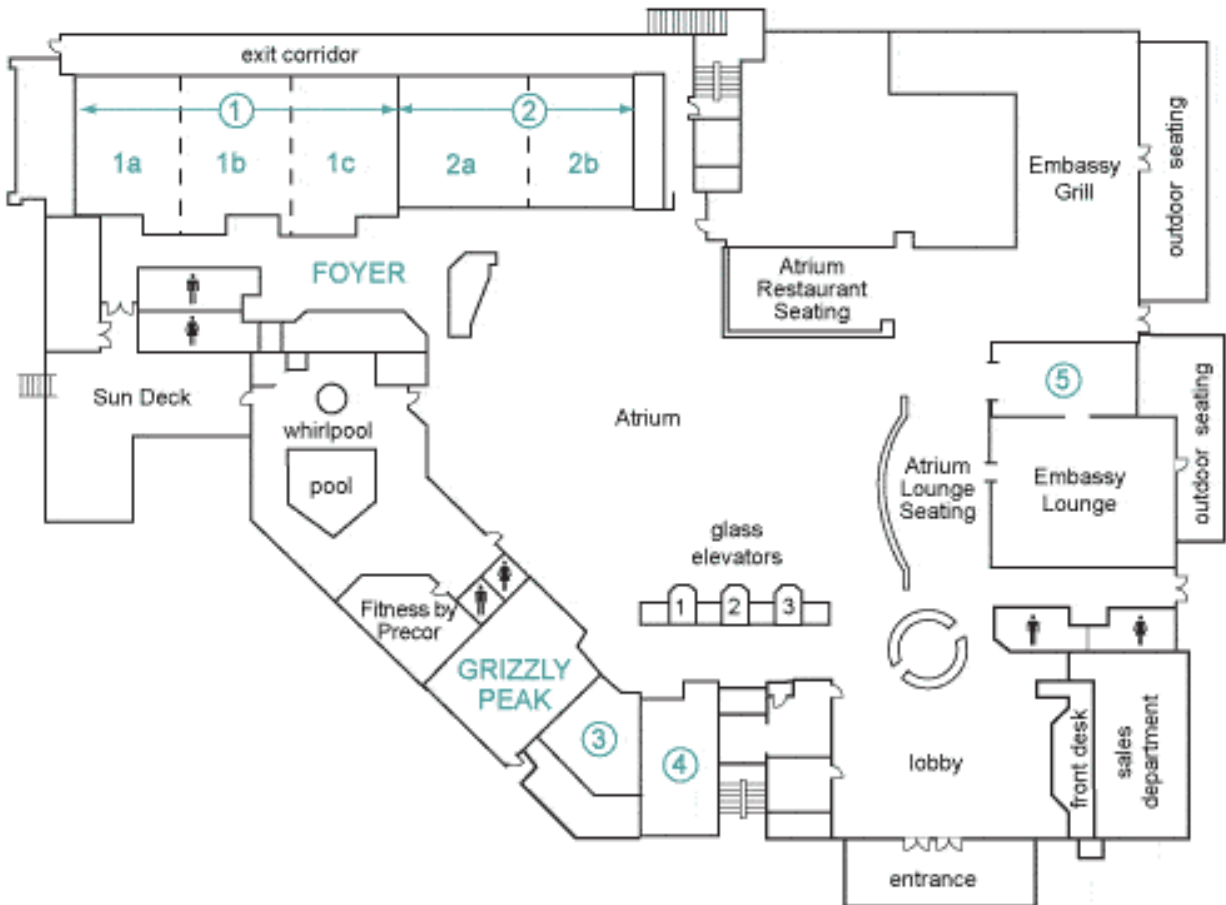 exit corridor
1
2
1a
1b
1c
2a
2b
Embassy
Grill
outdoor seating
FOYER
Atrium
Restaurant
Seating
Sun Deck
whirlpool
pool
Atrium
5
outdoor seating
Atrium
Lounge
Seating
Embassy
Lounge
glass
elevators
1
2
3
Fitness by
Precor
GRIZZLY
PEAK
3
4
lobby
front desk
sales
department
entrance